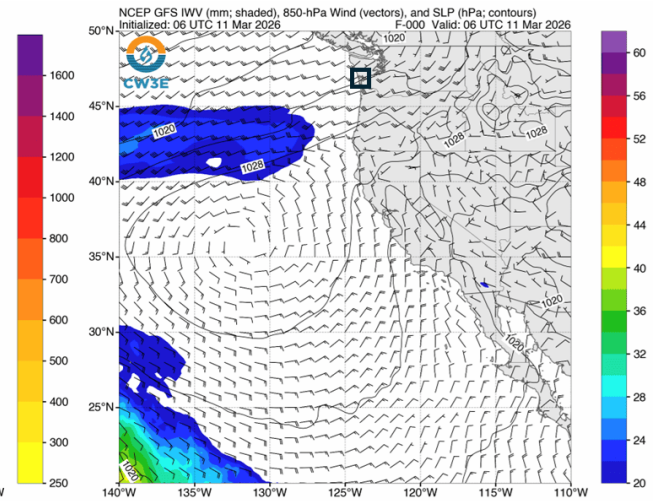 NCEP GFS IWV (mm; shaded), 850-hPa Wind (vectors), and SLP (hPa; contours)
Initialized: 06 UTC 11 Mar 2026 F-000 Valid: 06 UTC 11 Mar 2026
50°N
45°N
40°N
35°N
30°N
25°N
1600
1400
1200
1000
800
700
600
500
400
300
250
CW3E
1020
1020
1028
1028
1028
1020
1020
1020
60
56
52
48
44
40
36
32
28
24
20
W
140°W
135°W
130°W
125°W
120°W
115°W
110°W